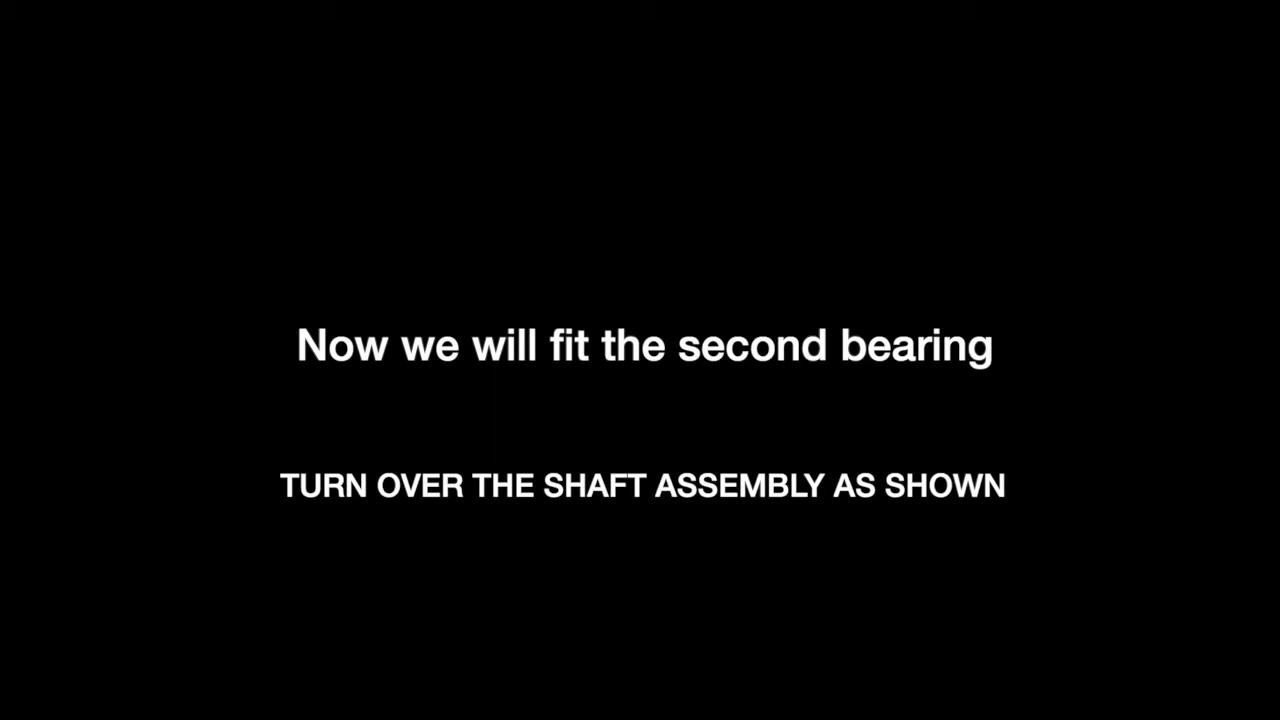 Now we will fit the second bearing
TURN OVER THE SHAFT ASSEMBLY AS SHOWN